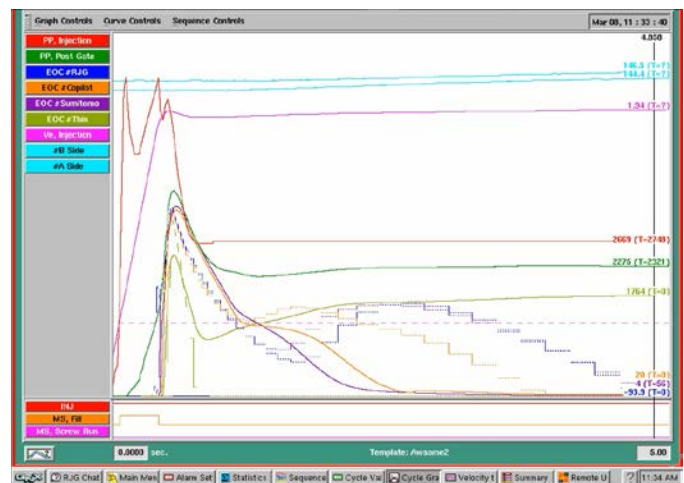 Graph Controls Curve Controls Sequence Controls Mar 08, 11 : 33 : 40
PP, Injection
PP, Post Gate
EOC #RJG
EOC #Copilot
EOC #Sumitomo
EOC #Thin
Ve, Injection
#B Side
#A Side
4.858
146.5 (T=?)
144.4 (T=?)
1.94 (T=?)
2669 (T=2748)
2275 (T=2321)
1764 (T=0)
20 (T=0)
4 (T=56)
-93.9 (T=0)
INJ
MS, Fill
MS, Screw Run
0.0000 sec. Template: Awsome2 5.00
RJG Chat Main Men Alarm Set Statistics Sequence Cycle Val Cycle Gra Velocity t Summary Remote U 11:34 AM